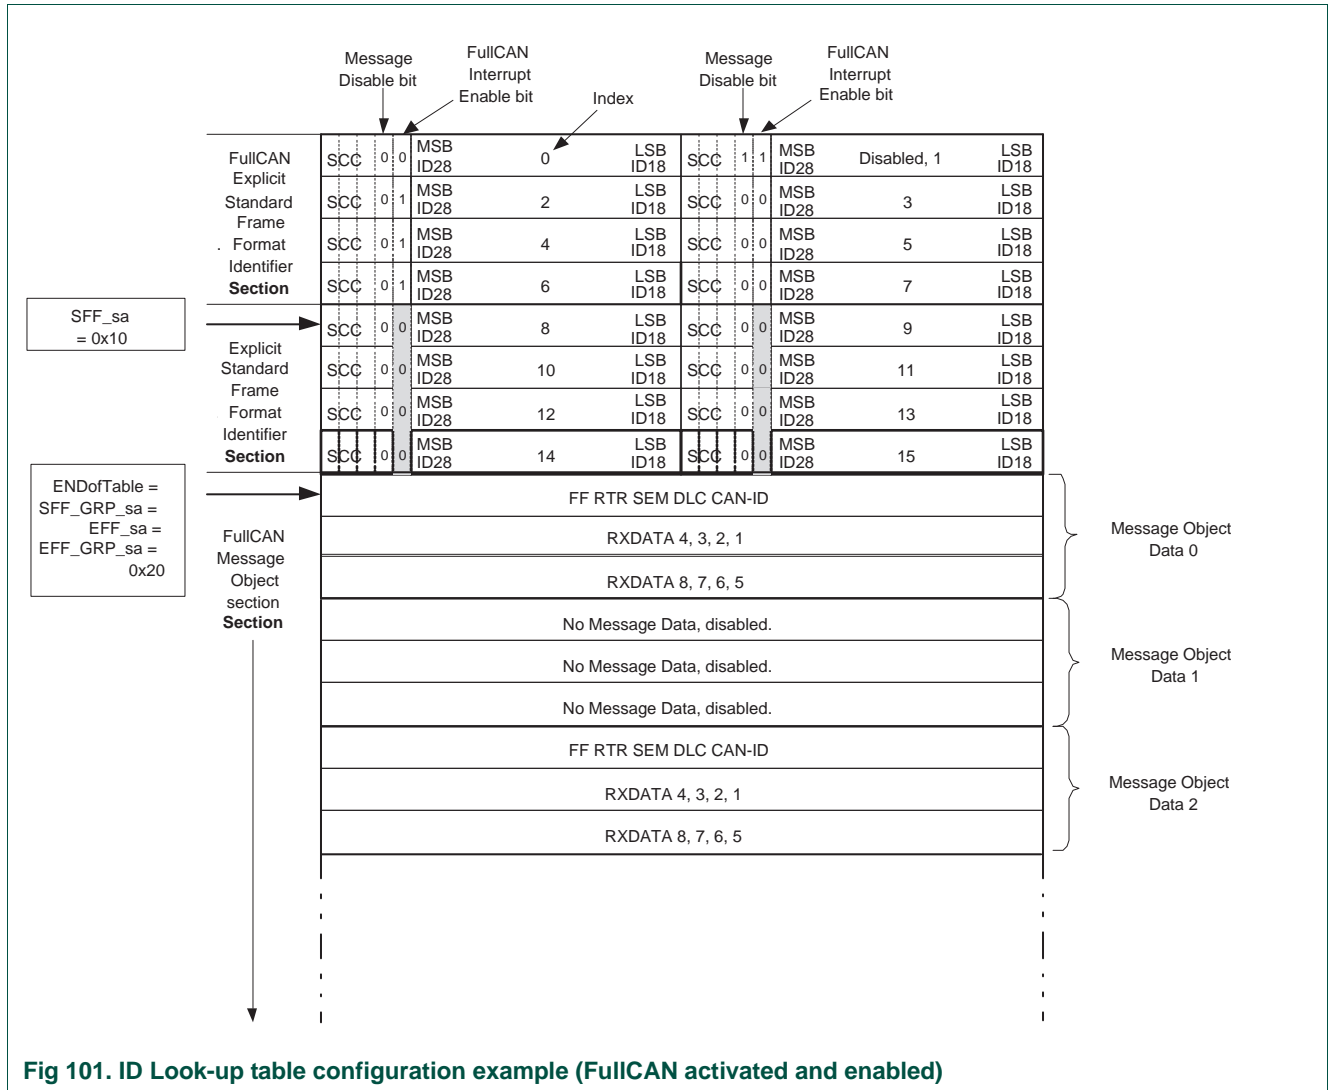 Message
Disable bit
FullCAN
Interrupt
Enable bit
Index
Message
Disable bit
FullCAN
Interrupt
Enable bit
FullCAN
Explicit
Standard
Frame
. Format
Identifier
Section
SCC 0 0 MSB ID28 0 LSB ID18 SCC 1 1 MSB ID28 Disabled, 1 LSB ID18
SCC 0 1 MSB ID28 2 LSB ID18 SCC 0 0 MSB ID28 3 LSB ID18
SCC 0 1 MSB ID28 4 LSB ID18 SCC 0 0 MSB ID28 5 LSB ID18
SCC 0 1 MSB ID28 6 LSB ID18 SCC 0 0 MSB ID28 7 LSB ID18
SFF_sa
= 0x10
Explicit
Standard
Frame
Format
Identifier
Section
SCC 0 0 MSB ID28 8 LSB ID18 SCC 0 0 MSB ID28 9 LSB ID18
SCC 0 0 MSB ID28 10 LSB ID18 SCC 0 0 MSB ID28 11 LSB ID18
SCC 0 0 MSB ID28 12 LSB ID18 SCC 0 0 MSB ID28 13 LSB ID18
SCC 0 0 MSB ID28 14 LSB ID18 SCC 0 0 MSB ID28 15 LSB ID18
ENDofTable =
SFF_GRP_sa =
EFF_sa =
EFF_GRP_sa =
0x20
FullCAN
Message
Object
section
Section
FF RTR SEM DLC CAN-ID
RXDATA 4, 3, 2, 1
RXDATA 8, 7, 6, 5
Message Object
Data 0
No Message Data, disabled.
No Message Data, disabled.
No Message Data, disabled.
Message Object
Data 1
FF RTR SEM DLC CAN-ID
RXDATA 4, 3, 2, 1
RXDATA 8, 7, 6, 5
Message Object
Data 2
Fig 101. ID Look-up table configuration example (FullCAN activated and enabled)